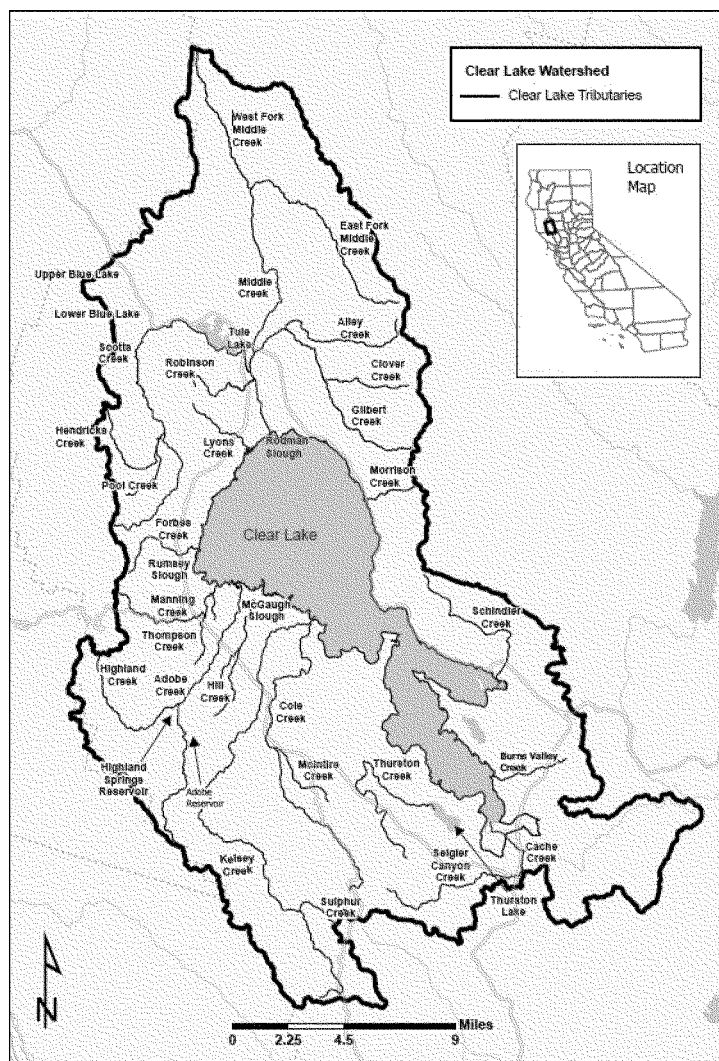 Clear Lake Watershed
Clear Lake Tributaries
Location
Map
West Fork
Middle
Creek
East Fork
Middle
Creek
Upper Blue Lake
Middle
Creek
Lower Blue Lake
Alley
Creek
Tule
Lake
Scotts
Creek
Robinson
Creek
Clover
Creek
Gilbert
Creek
Hendricks
Creek
Lyons
Creek
Rodman
Slough
Morrison
Creek
Pool Creek
Forbes
Creek
Clear Lake
Rumsey
Slough
Manning
Creek
McGaugh
Slough
Schindler
Creek
Thompson
Creek
Highland
Creek
Adobe
Creek
Hill
Creek
Cole
Creek
Highland
Springs
Reservoir
Adobe
Reservoir
McIntire
Creek
Thurston
Creek
Burns Valley
Creek
Kelsey
Creek
Seigler
Canyon
Creek
Cache
Creek
Sulphur
Creek
Thurston
Lake
N
Miles
0 2.25 4.5 9